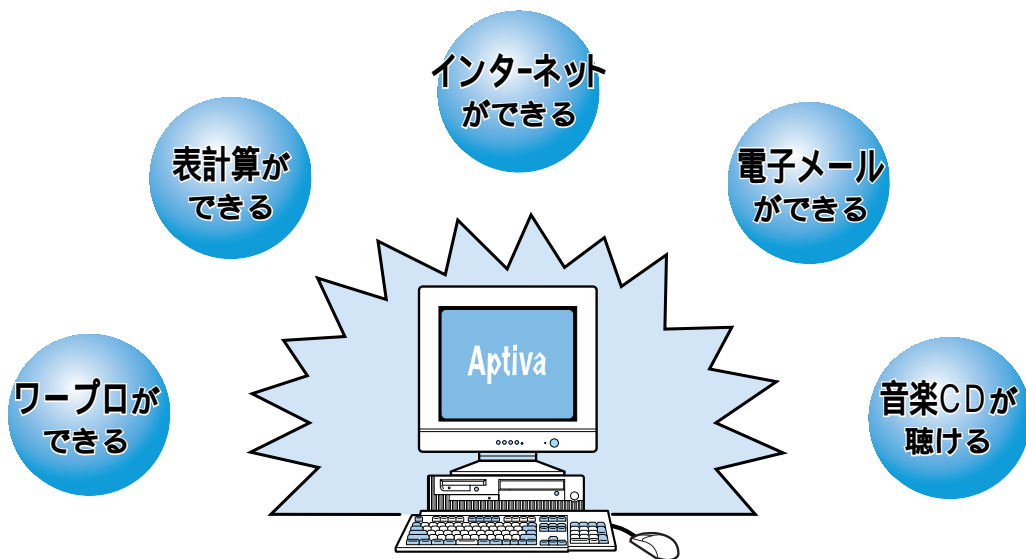 ワープロが
できる
表計算が
できる
インターネット
ができる
電子メール
ができる
音楽CDが
聴ける
Aptiva